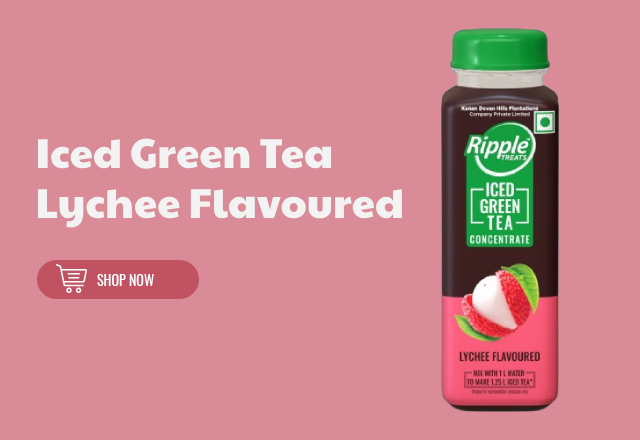 Iced Green Tea
Lychee Flavoured
SHOP NOW
Kanan Devan Hills Plantations
Company Private Limited
Ripple
TREATS
ICED
GREEN
TEA
CONCENTRATE
LYCHEE FLAVOURED
MIX WITH 1 L WATER
TO MAKE 1.25 L ICED TEA*